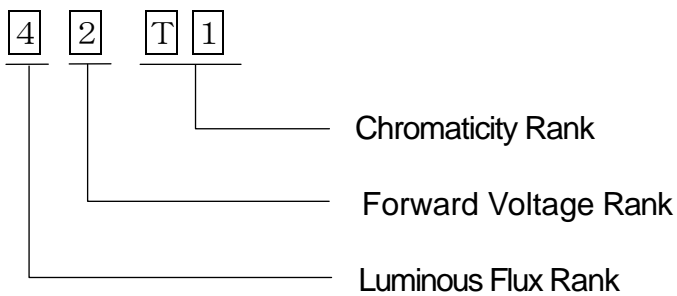 4 2 T 1
Chromaticity Rank
Forward Voltage Rank
Luminous Flux Rank